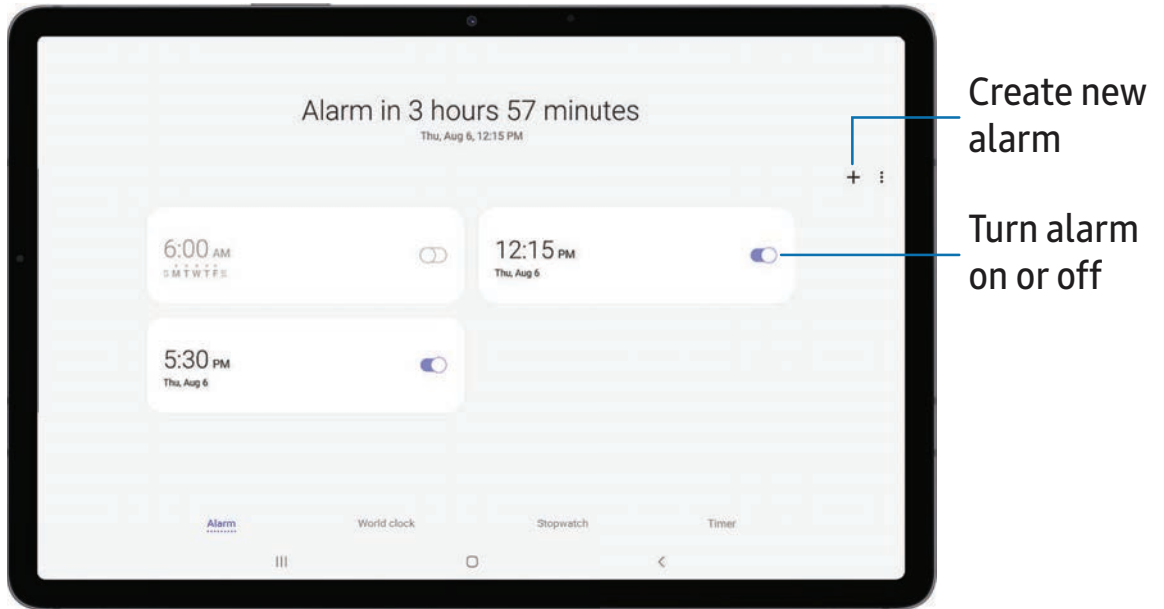 Alarm in 3 hours 57 minutes
Thu, Aug 6, 12:15 PM
Create new
alarm
6:00 AM
S M T W T F S
12:15 PM
Thu, Aug 6
Turn alarm
on or off
5:30 PM
Thu, Aug 6
Alarm
World clock
Stopwatch
Timer